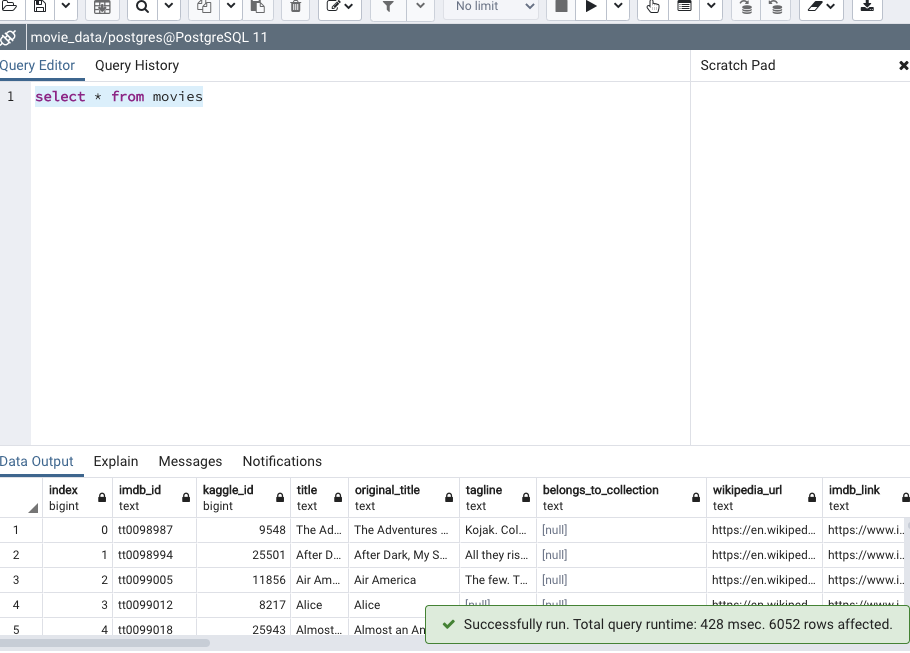 No limit
movie_data/postgres@PostgreSQL 11
Query Editor Query History Scratch Pad
1 select * from movies
Data Output Explain Messages Notifications
index imdb_id kaggle_id title original_title tagline belongs_to_collection wikipedia_url imdb_link
bigint text bigint text text text text text text
1 0 tt0098987 9548 The Ad... The Adventures ... Kojak. Col... [null] https://en.wikiped... https://www.i...
2 1 tt0098994 25501 After D... After Dark, My S... All they ris... [null] https://en.wikiped... https://www.i...
3 2 tt0099005 11856 Air Am... Air America The few. T... [null] https://en.wikiped... https://www.i...
4 3 tt0099012 8217 Alice Alice [null] [null] https://en.wikiped... https://www.i...
5 4 tt0099018 25943 Almost... Almost an An
Successfully run. Total query runtime: 428 msec. 6052 rows affected.